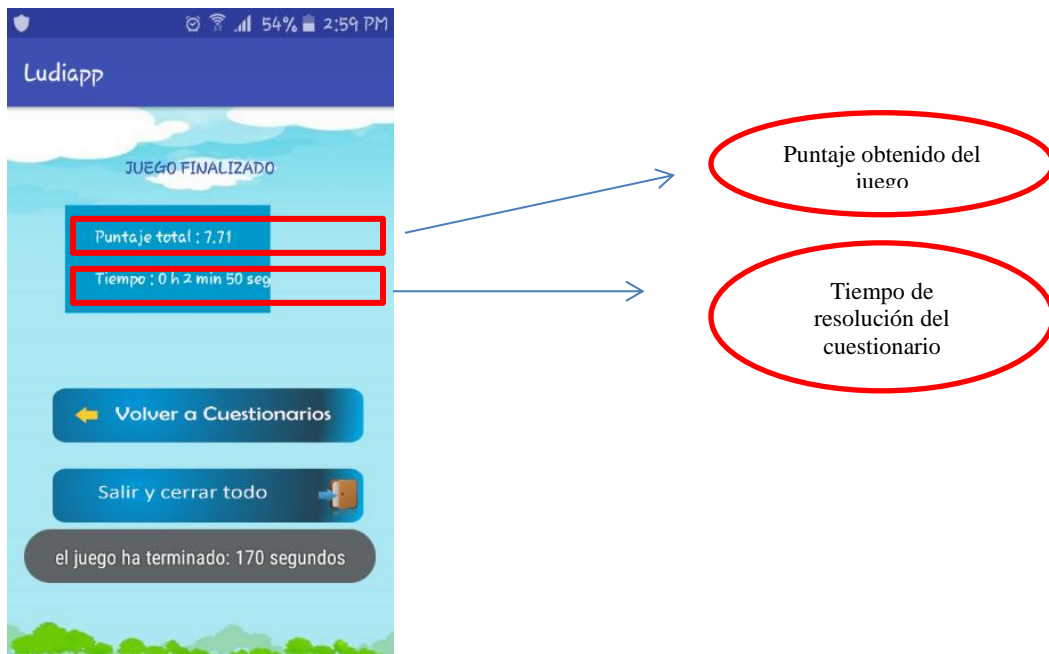 54% 2:59 PM
Ludiapp
JUEGO FINALIZADO
Puntaje total : 7.71
Tiempo : 0 h 2 min 50 seg
Volver a Cuestionarios
Salir y cerrar todo
el juego ha terminado: 170 segundos
Puntaje obtenido del
juego
Tiempo de
resolución del
cuestionario